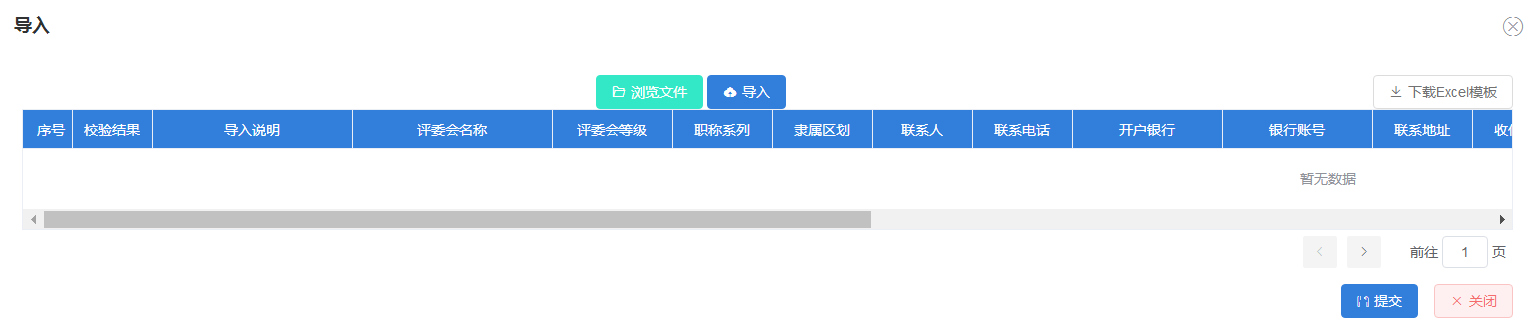 导入
浏览文件 导入 下载Excel模板
序号 校验结果 导入说明 评委会名称 评委会等级 职称系列 隶属区划 联系人 联系电话 开户银行 银行账号 联系地址 收
暂无数据
前往 1 页
提交 关闭